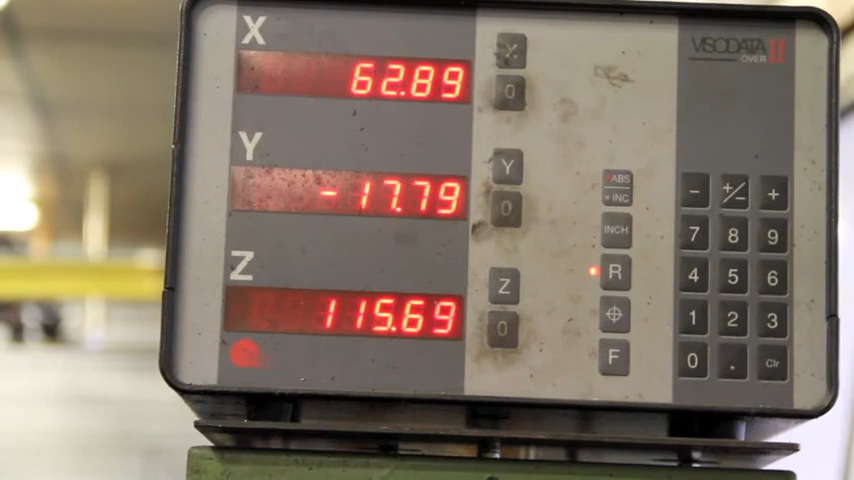 X
62.89
X
0
VISODATA
OVER II
Y
-17.79
Y
0
ABS
INC
INCH
R
F
Z
115.69
Z
0
- +/- +
7 8 9
4 5 6
1 2 3
0 . Clr